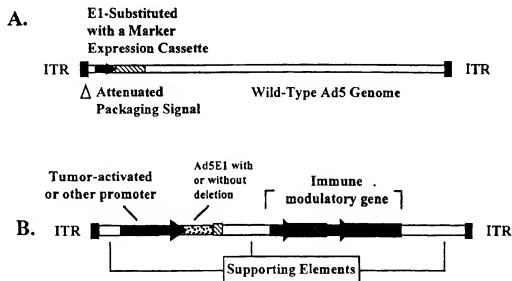 A.
E1-Substituted
with a Marker
Expression Cassette
ITR
ITR
Δ Attenuated
Packaging Signal
Wild-Type Ad5 Genome
Tumor-activated
or other promoter
Ad5E1 with
or without
deletion
Immune
modulatory gene
B.
ITR
ITR
Supporting Elements